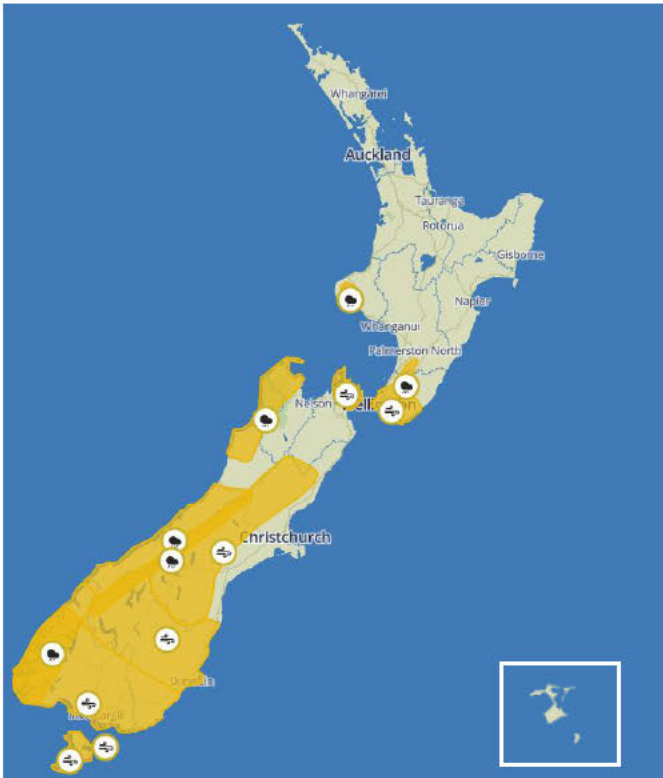 Whangarei
Auckland
Tauranga
Rotorua
Gisborne
Napier
Whanganui
Palmerston North
Nelson
Christchurch